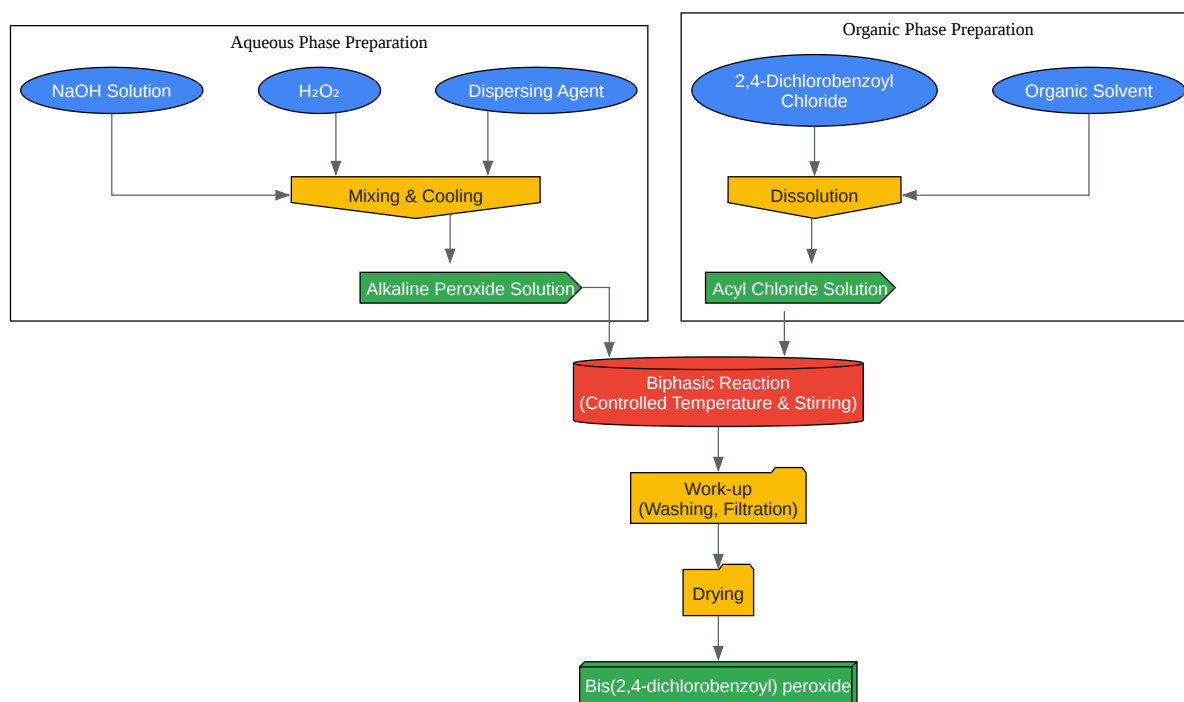 Aqueous Phase Preparation
NaOH Solution
H₂O₂
Dispersing Agent
Mixing & Cooling
Alkaline Peroxide Solution
Organic Phase Preparation
2,4-Dichlorobenzoyl
Chloride
Organic Solvent
Dissolution
Acyl Chloride Solution
Biphasic Reaction
(Controlled Temperature & Stirring)
Work-up
(Washing, Filtration)
Drying
Bis(2,4-dichlorobenzoyl) peroxide